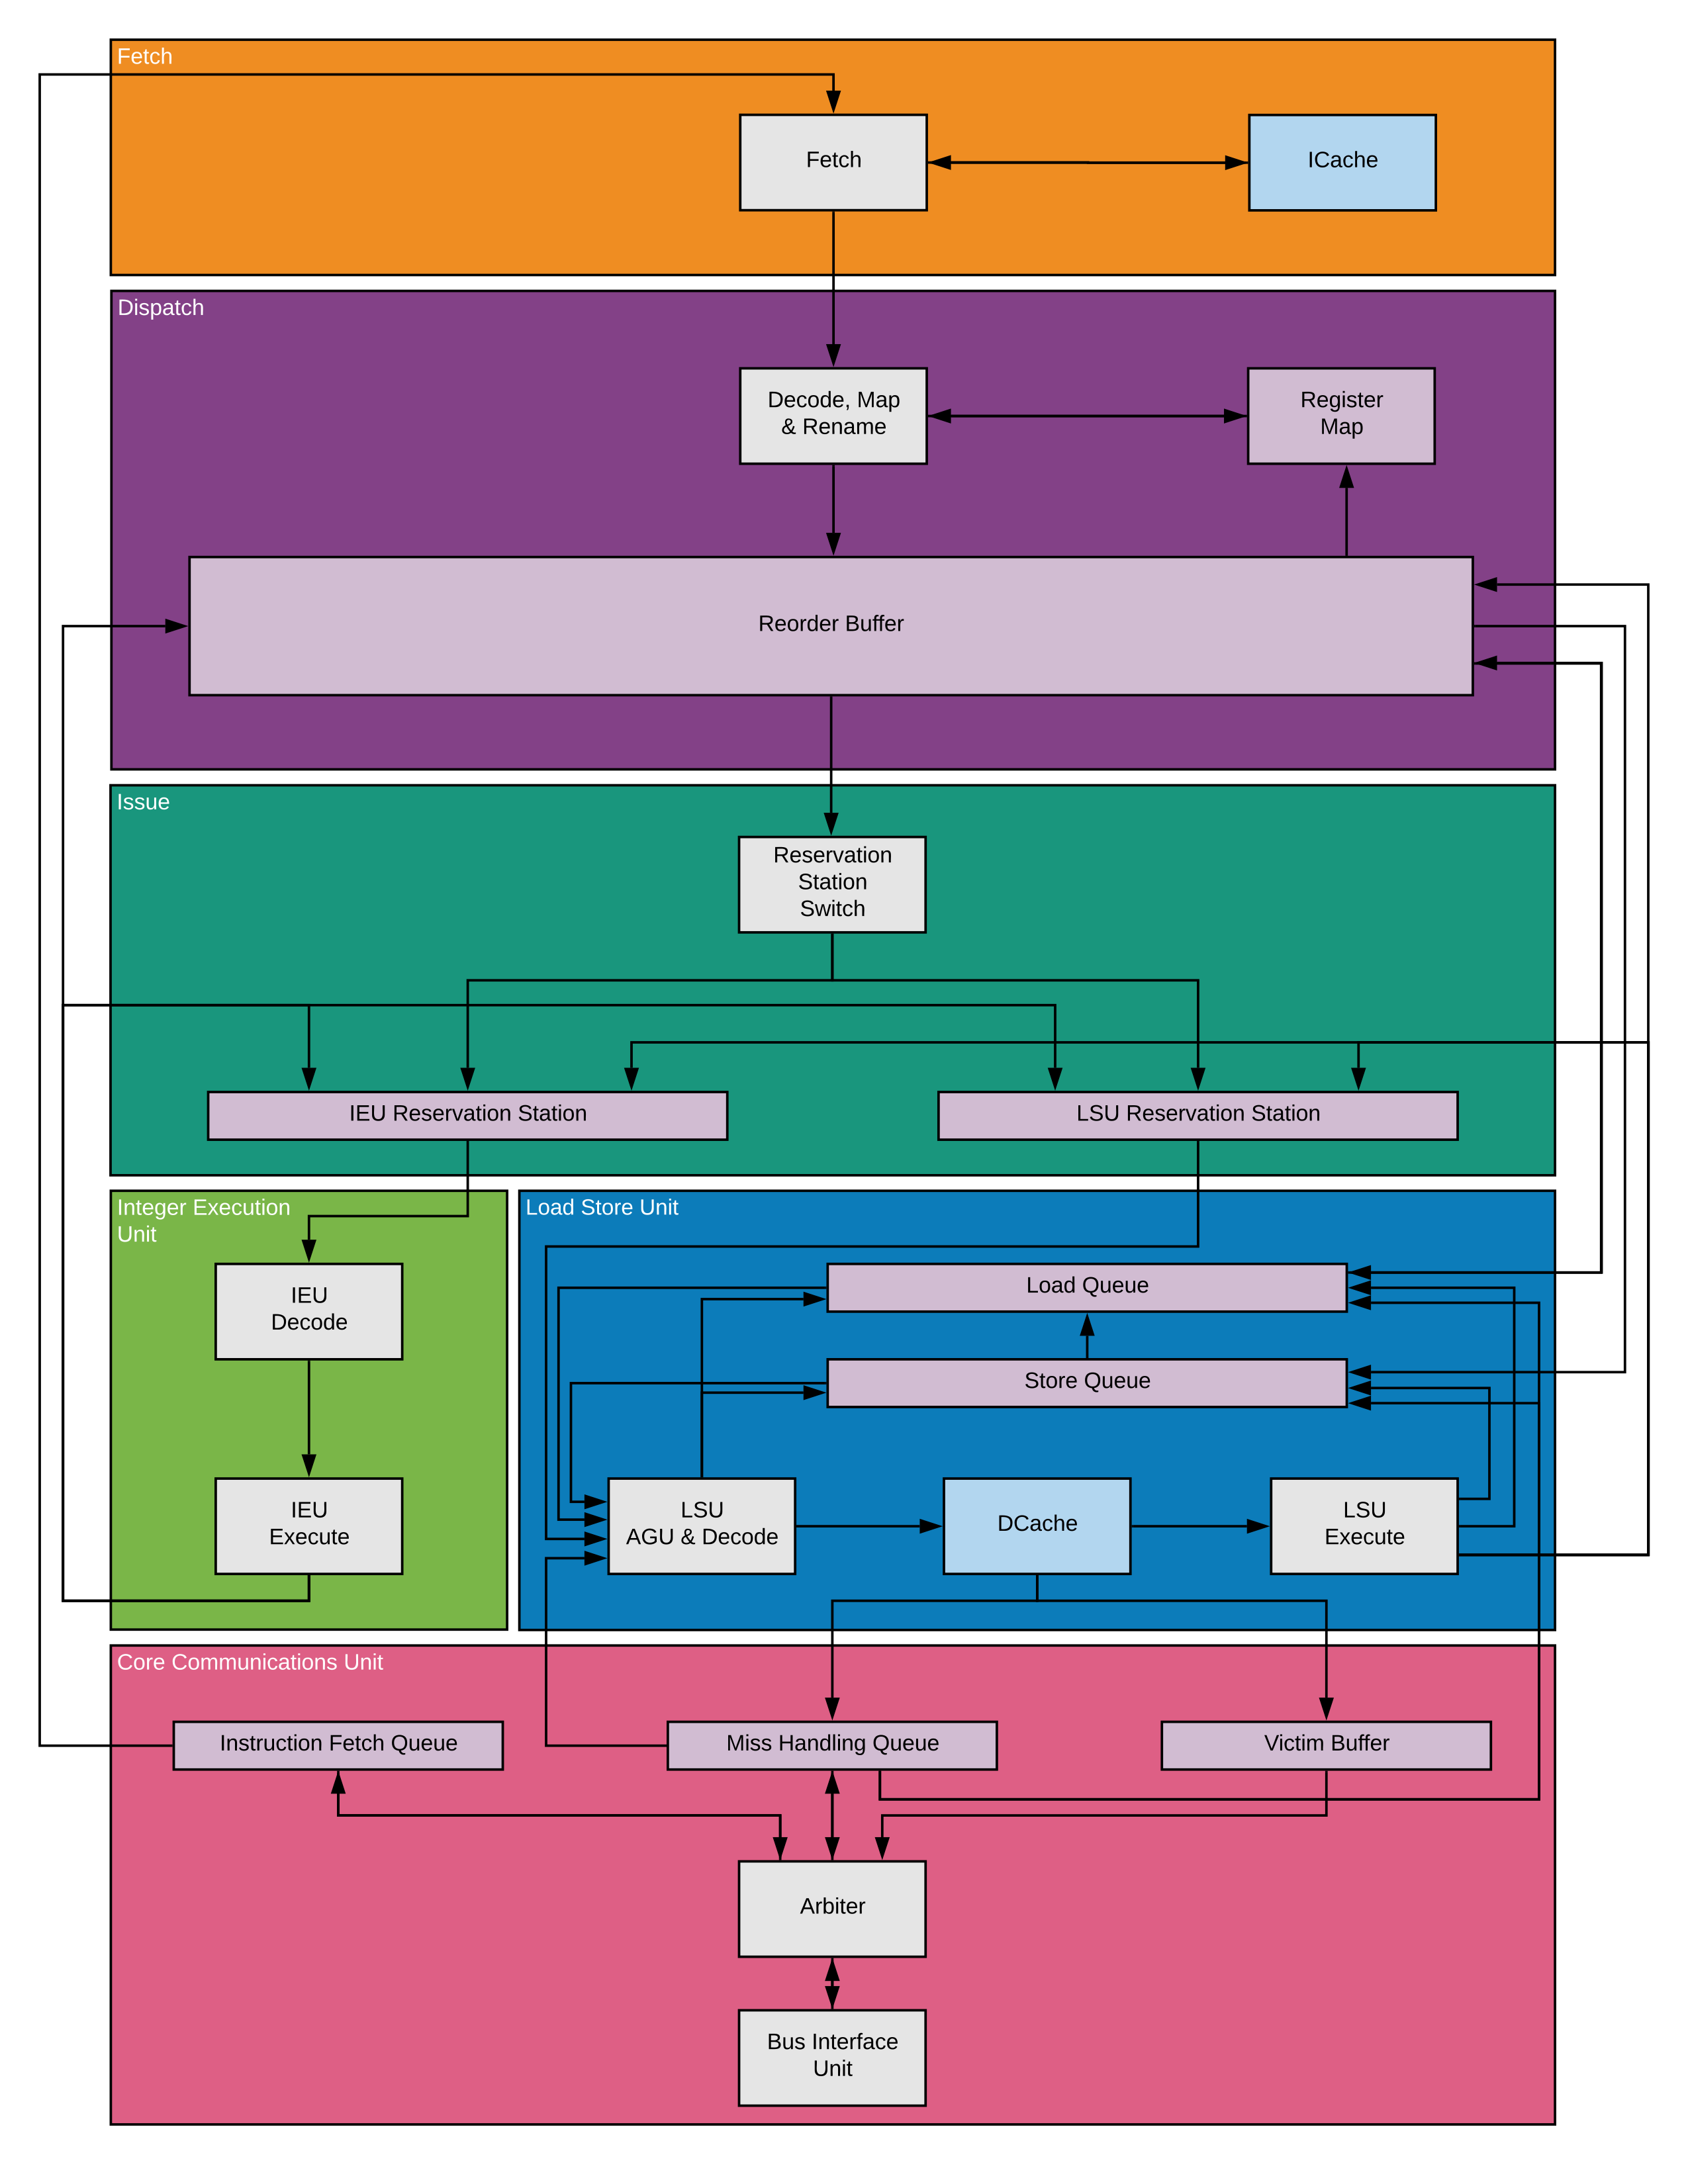 Fetch
Fetch
ICache
Dispatch
Decode, Map
& Rename
Register
Map
Reorder Buffer
Issue
Reservation
Station
Switch
IEU Reservation Station
LSU Reservation Station
Integer Execution
Unit
Load Store Unit
IEU
Decode
Load Queue
Store Queue
IEU
Execute
LSU
AGU & Decode
DCache
LSU
Execute
Core Communications Unit
Instruction Fetch Queue
Miss Handling Queue
Victim Buffer
Arbiter
Bus Interface
Unit